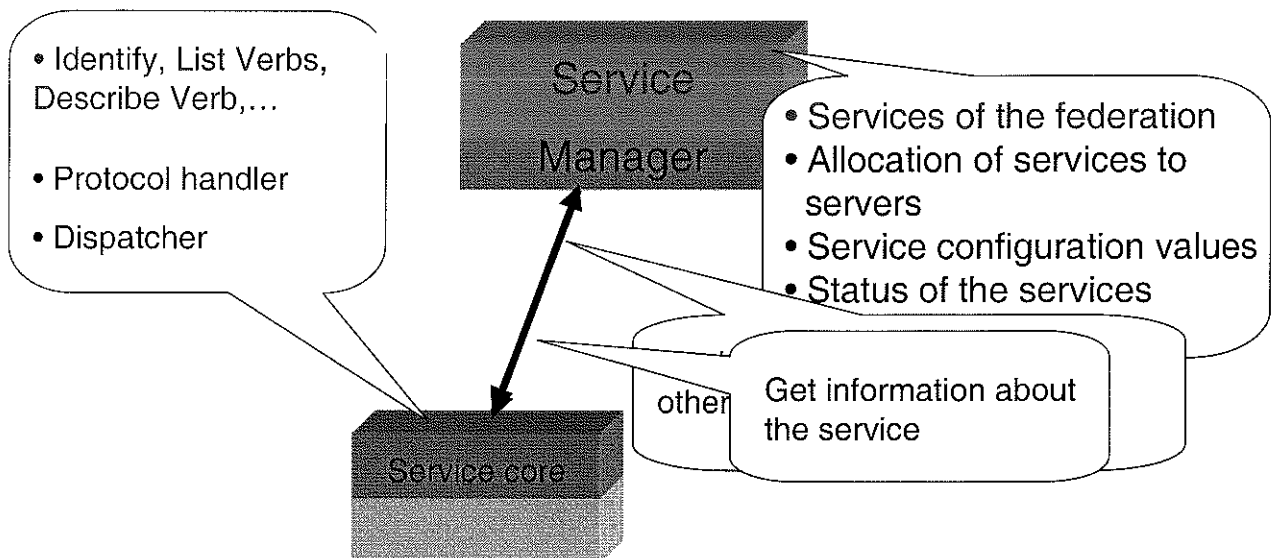 • Identify, List Verbs,
Describe Verb,…
• Protocol handler
• Dispatcher
Service
Manager
• Services of the federation
• Allocation of services to
servers
• Service configuration values
• Status of the services
other
Get information about
the service
Service core